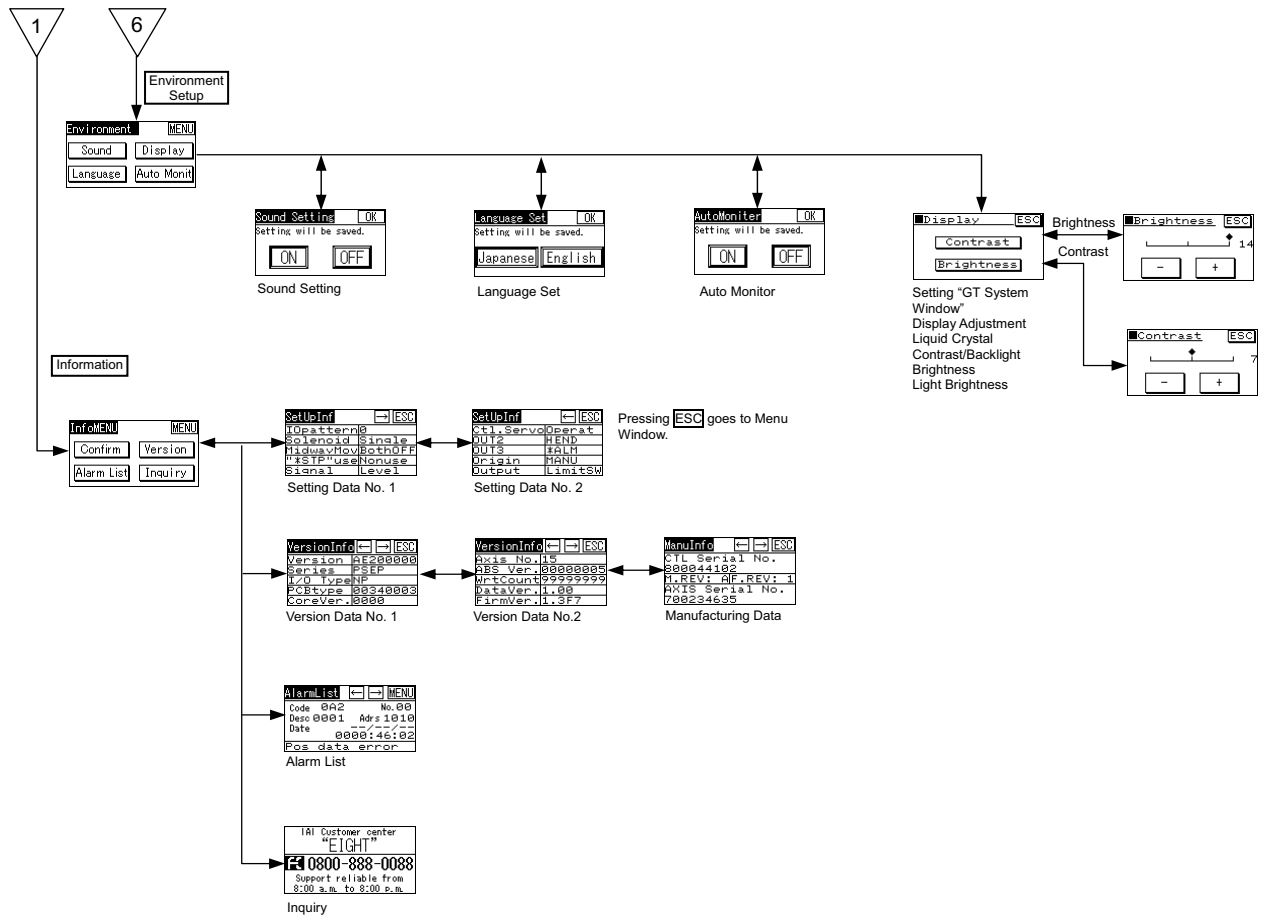 1
6
Environment
Setup
Environment MENU
Sound Display
Language Auto Monit
Sound Setting OK
Setting will be saved.
ON OFF
Sound Setting
Language Set OK
Setting will be saved.
Japanese English
Language Set
AutoMoniter OK
Setting will be saved.
ON OFF
Auto Monitor
■Display ESC
Contrast
Brightness
Setting “GT System
Window”
Display Adjustment
Liquid Crystal
Contrast/Backlight
Brightness
Light Brightness
Brightness
Contrast
■Brightness ESC
14
− +
■Contrast ESC
7
− +
Information
InfoMENU MENU
Confirm Version
Alarm List Inquiry
SetUpInf → ESC
IOpattern 0
Solenoid Single
MidwayMov BothOFF
"*STP"use Nonuse
Signal Level
Setting Data No. 1
SetUpInf ← ESC
Ctl.Servo Operat
OUT2 HEND
OUT3 *ALM
Origin MANU
Output LimitSW
Setting Data No. 2
Pressing ESC goes to Menu
Window.
VersionInfo ← → ESC
Version AE200000
Series PSEP
I/O Type NP
PCBtype 00340003
CoreVer. 0000
Version Data No. 1
VersionInfo ← → ESC
Axis No. 15
ABS Ver. 00000005
WrtCount 99999999
DataVer. 1.00
FirmVer. 1.3F7
Version Data No.2
ManuInfo ← → ESC
CTL Serial No.
800044102
M.REV: A F.REV: 1
AXIS Serial No.
700234635
Manufacturing Data
AlarmList ← → MENU
Code 0A2 No.00
Desc 0001 Adrs 1010
Date --/--/--
0000:46:02
Pos data error
Alarm List
IAI Customer center
“EIGHT”
0800-888-0088
Support reliable from
8:00 a.m. to 8:00 p.m.
Inquiry